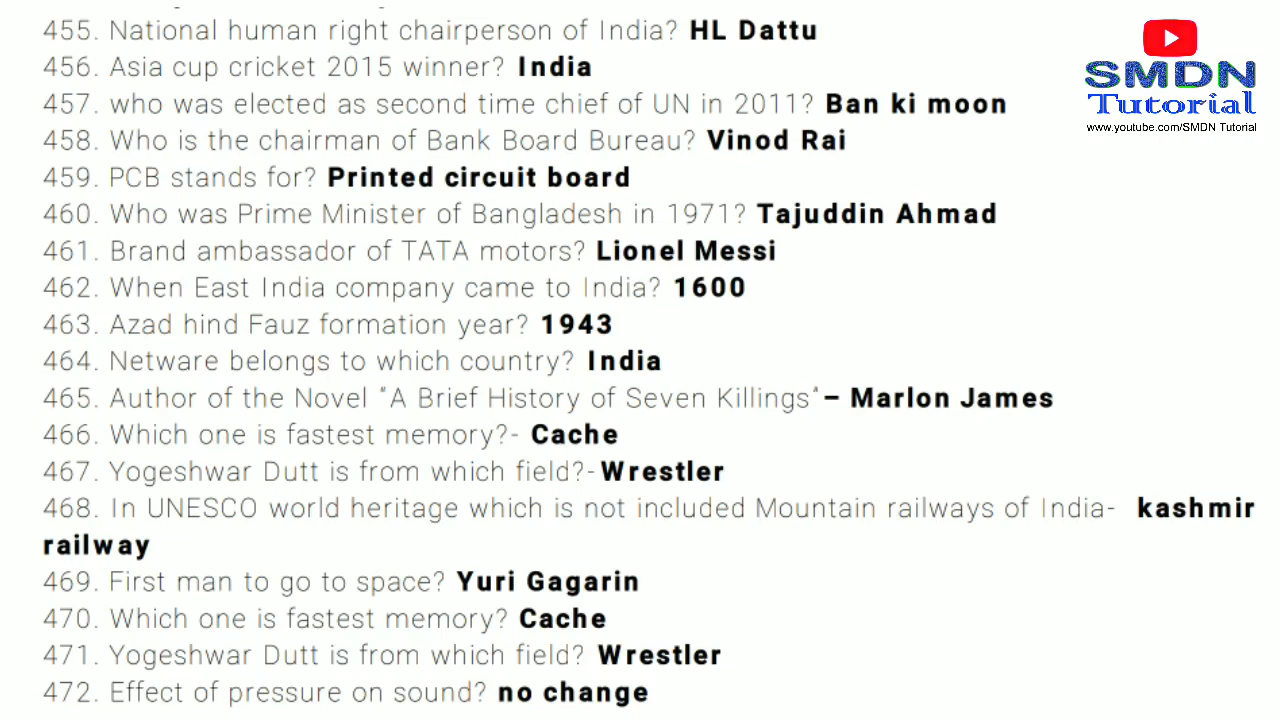 455. National human right chairperson of India? HL Dattu
456. Asia cup cricket 2015 winner? India
457. who was elected as second time chief of UN in 2011? Ban ki moon
458. Who is the chairman of Bank Board Bureau? Vinod Rai
459. PCB stands for? Printed circuit board
460. Who was Prime Minister of Bangladesh in 1971? Tajuddin Ahmad
461. Brand ambassador of TATA motors? Lionel Messi
462. When East India company came to India? 1600
463. Azad hind Fauz formation year? 1943
464. Netware belongs to which country? India
465. Author of the Novel "A Brief History of Seven Killings"– Marlon James
466. Which one is fastest memory?- Cache
467. Yogeshwar Dutt is from which field?- Wrestler
468. In UNESCO world heritage which is not included Mountain railways of India- kashmir
railway
469. First man to go to space? Yuri Gagarin
470. Which one is fastest memory? Cache
471. Yogeshwar Dutt is from which field? Wrestler
472. Effect of pressure on sound? no change
SMDN
Tutorial
www.youtube.com/SMDN Tutorial